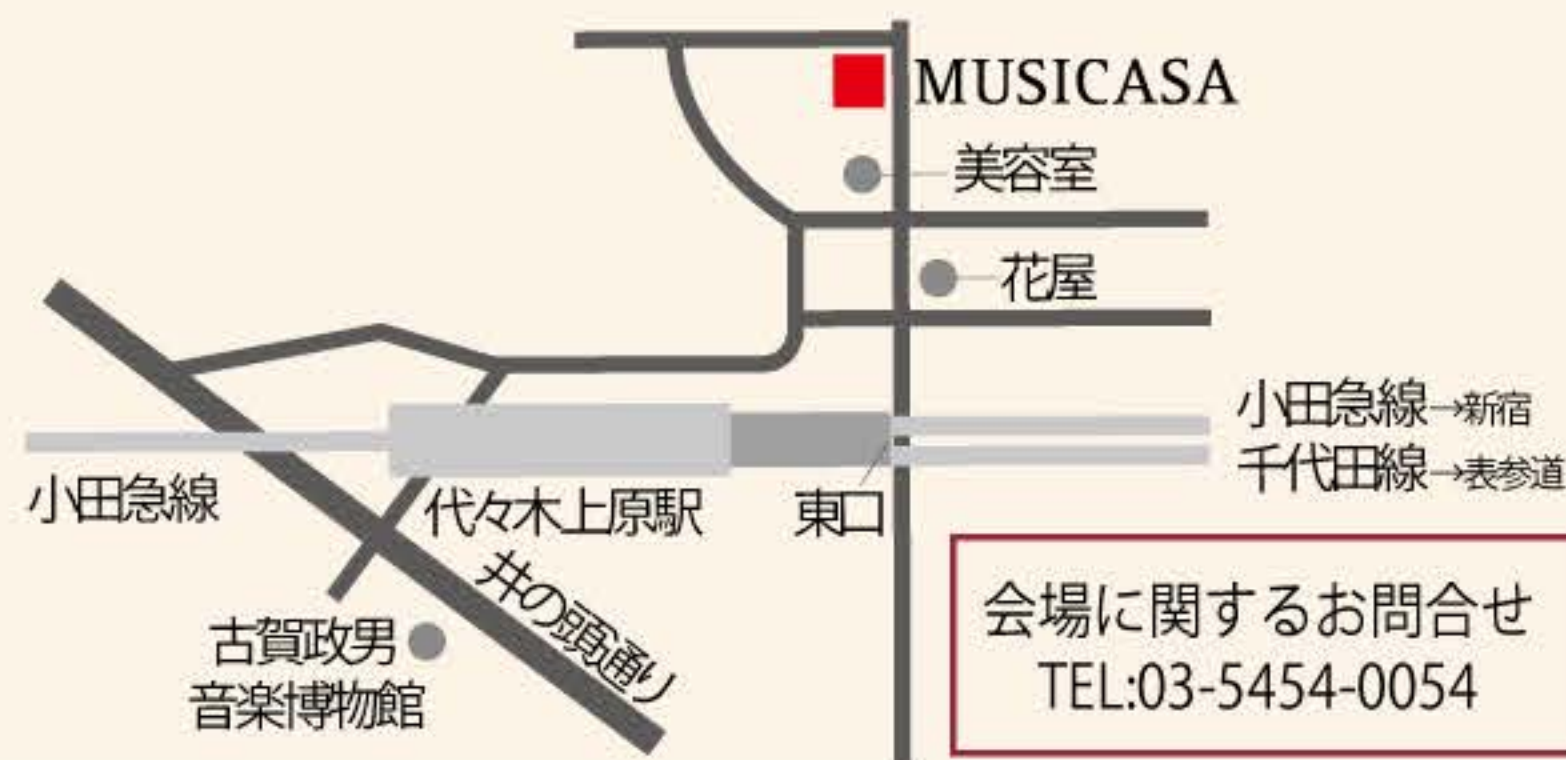 MUSICASA
美容室
花屋
小田急線→新宿
千代田線→表参道
小田急線
代々木上原駅
東口
井の頭通り
古賀政男
音楽博物館
会場に関するお問合せ
TEL:03-5454-0054